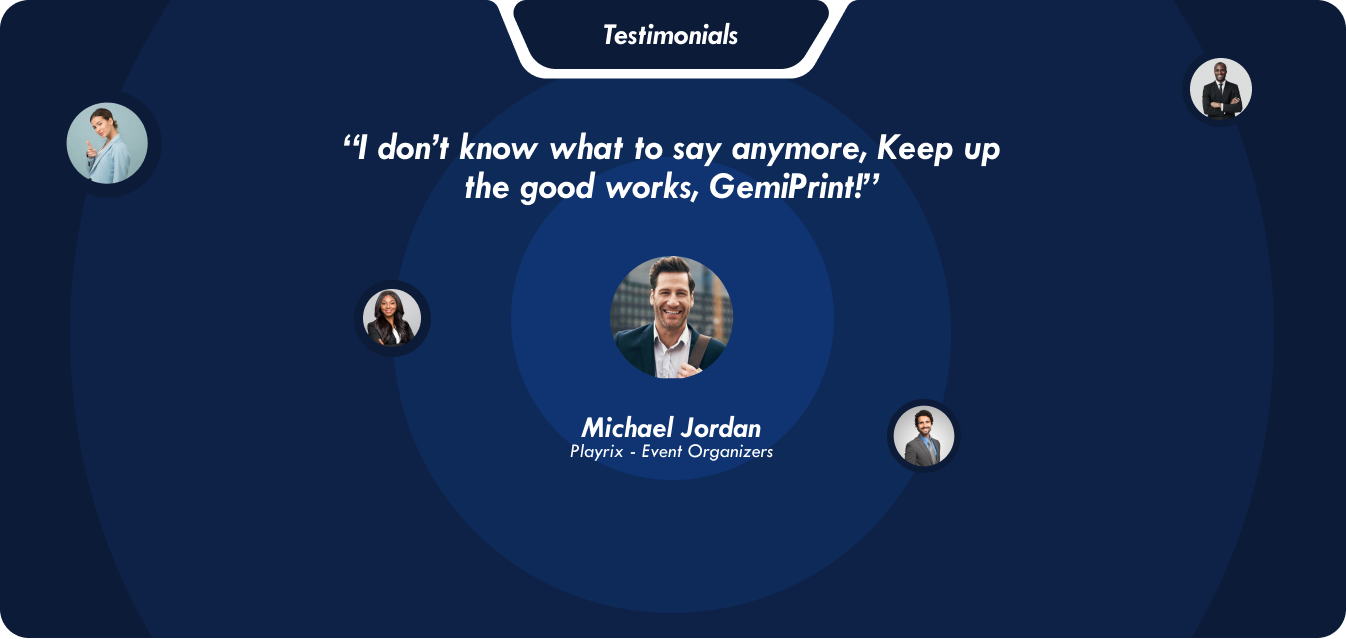 Testimonials
“I don’t know what to say anymore, Keep up
the good works, GemiPrint!”
Michael Jordan
Playrix - Event Organizers